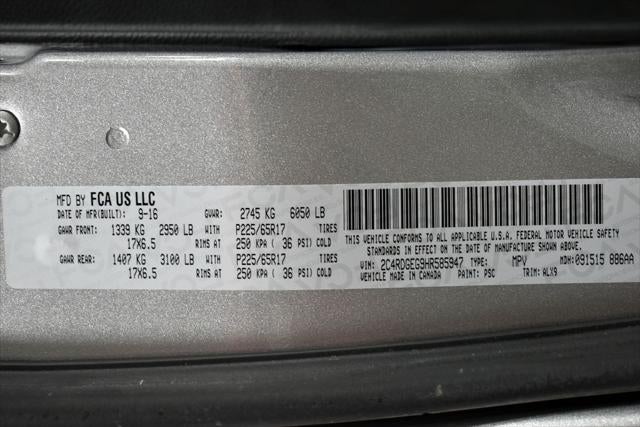 MFD BY FCA US LLC
DATE OF MFR(BUILT): 9-16 GVWR: 2745 KG 6050 LB
GAWR FRONT: 1339 KG 2950 LB WITH P225/65R17 TIRES
17X6.5 RIMS AT 250 KPA( 36 PSI) COLD
GAWR REAR: 1407 KG 3100 LB WITH P225/65R17 TIRES
17X6.5 RIMS AT 250 KPA( 36 PSI) COLD
THIS VEHICLE CONFORMS TO ALL APPLICABLE U.S.A. FEDERAL MOTOR VEHICLE SAFETY
STANDARDS IN EFFECT ON THE DATE OF MANUFACTURE SHOWN ABOVE.
VIN: 2C4RDGEG9HR585947 TYPE: MPV MDH: 091515 886AA
VEHICLE MADE IN CANADA PAINT: PSC TRIM: ALX9